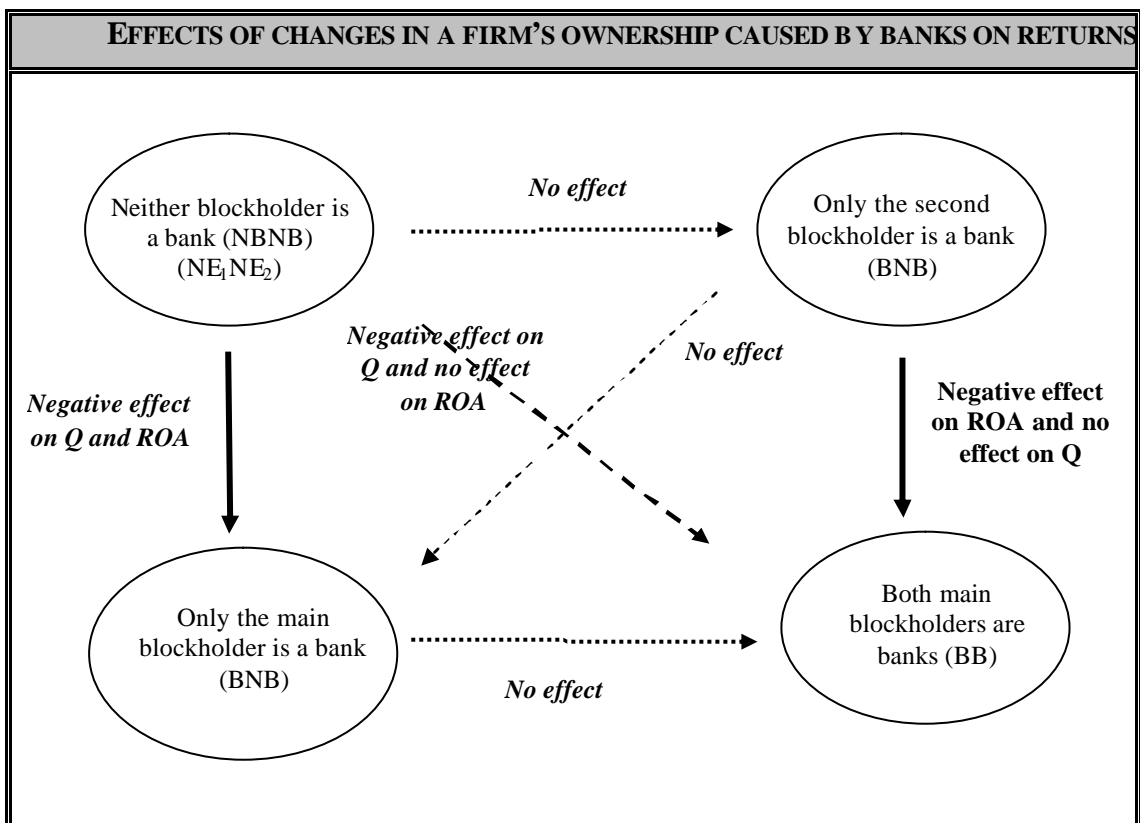 EFFECTS OF CHANGES IN A FIRM’S OWNERSHIP CAUSED B Y BANKS ON RETURNS
Neither blockholder is
a bank (NBNB)
(NE1NE2)
No effect
Only the second
blockholder is a bank
(BNB)
Negative effect
on Q and ROA
Negative effect on
Q and no effect
on ROA
No effect
Negative effect
on ROA and no
effect on Q
Only the main
blockholder is a bank
(BNB)
No effect
Both main
blockholders are
banks (BB)